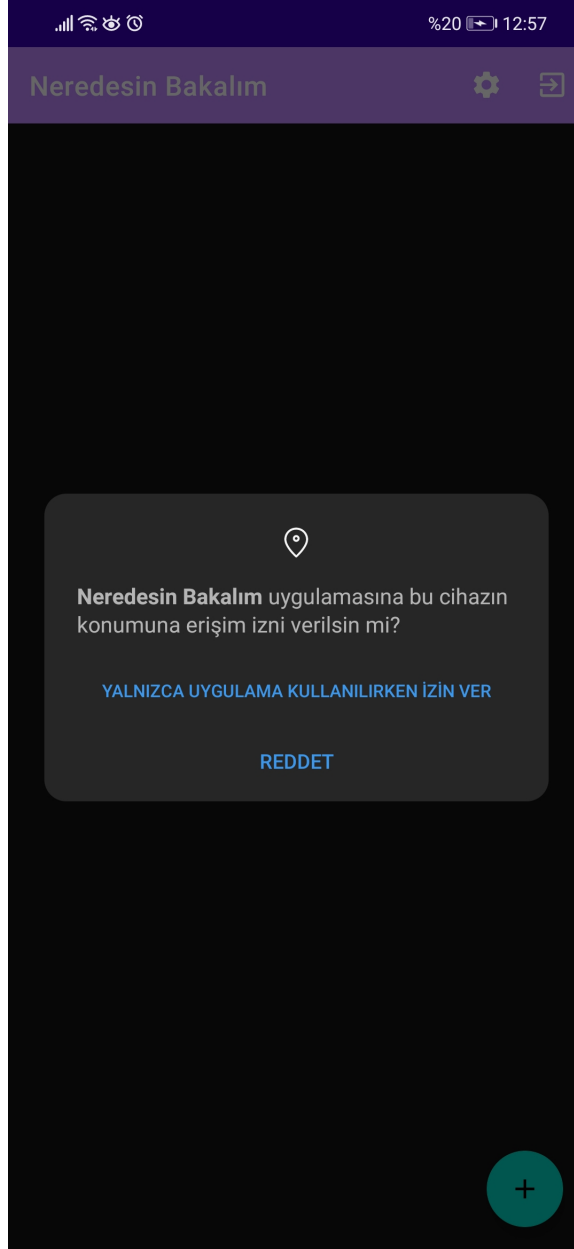 %20 12:57
Neredesin Bakalım
Neredesin Bakalım uygulamasına bu cihazın
konumuna erişim izni verilsin mi?
YALNIZCA UYGULAMA KULLANILIRKEN İZİN VER
REDDET
+